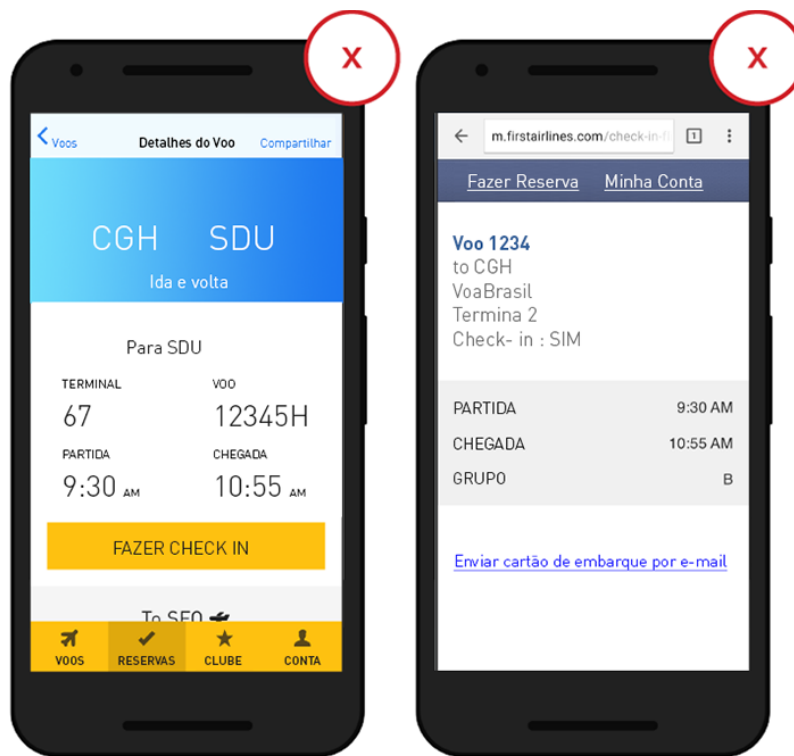 X
Voos Detalhes do Voo Compartilhar
CGH SDU
Ida e volta
Para SDU
TERMINAL VOO
67 12345H
PARTIDA CHEGADA
9:30 AM 10:55 AM
FAZER CHECK IN
To SFO
VOOS RESERVAS CLUBE CONTA
X
m.firstairlines.com/check-in-fl 1
Fazer Reserva Minha Conta
Voo 1234
to CGH
VoaBrasil
Termina 2
Check- in : SIM
PARTIDA 9:30 AM
CHEGADA 10:55 AM
GRUPO B
Enviar cartão de embarque por e-mail